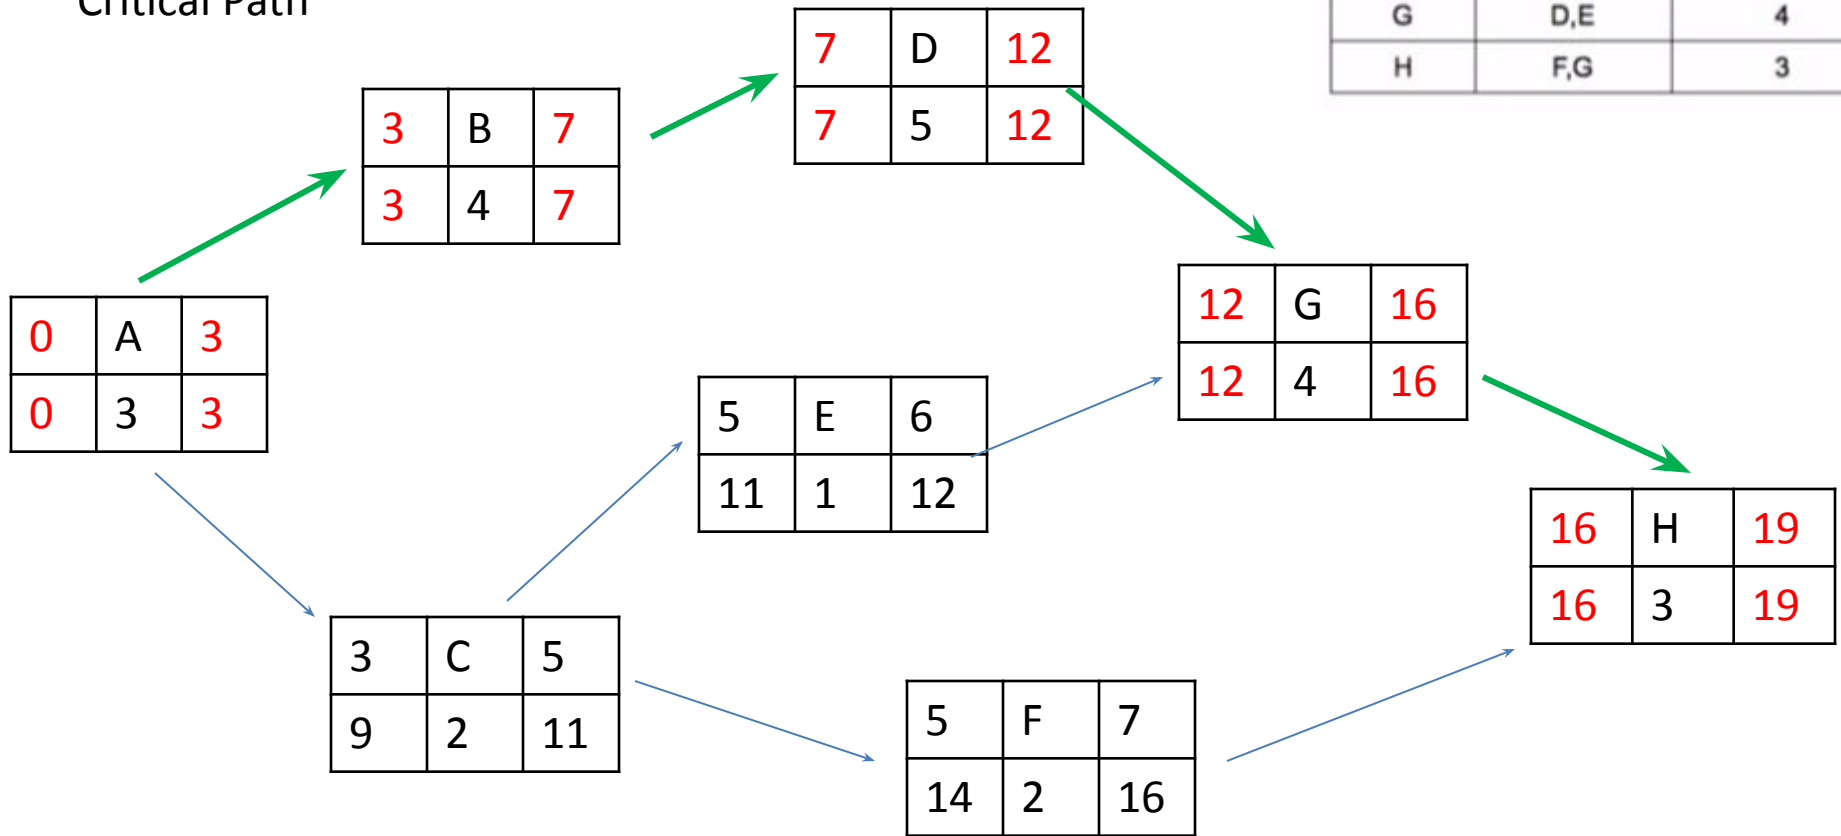 Critical Path
G D,E 4
H F,G 3
7 D 12
7 5 12
3 B 7
3 4 7
12 G 16
12 4 16
0 A 3
0 3 3
5 E 6
11 1 12
16 H 19
16 3 19
3 C 5
9 2 11
5 F 7
14 2 16